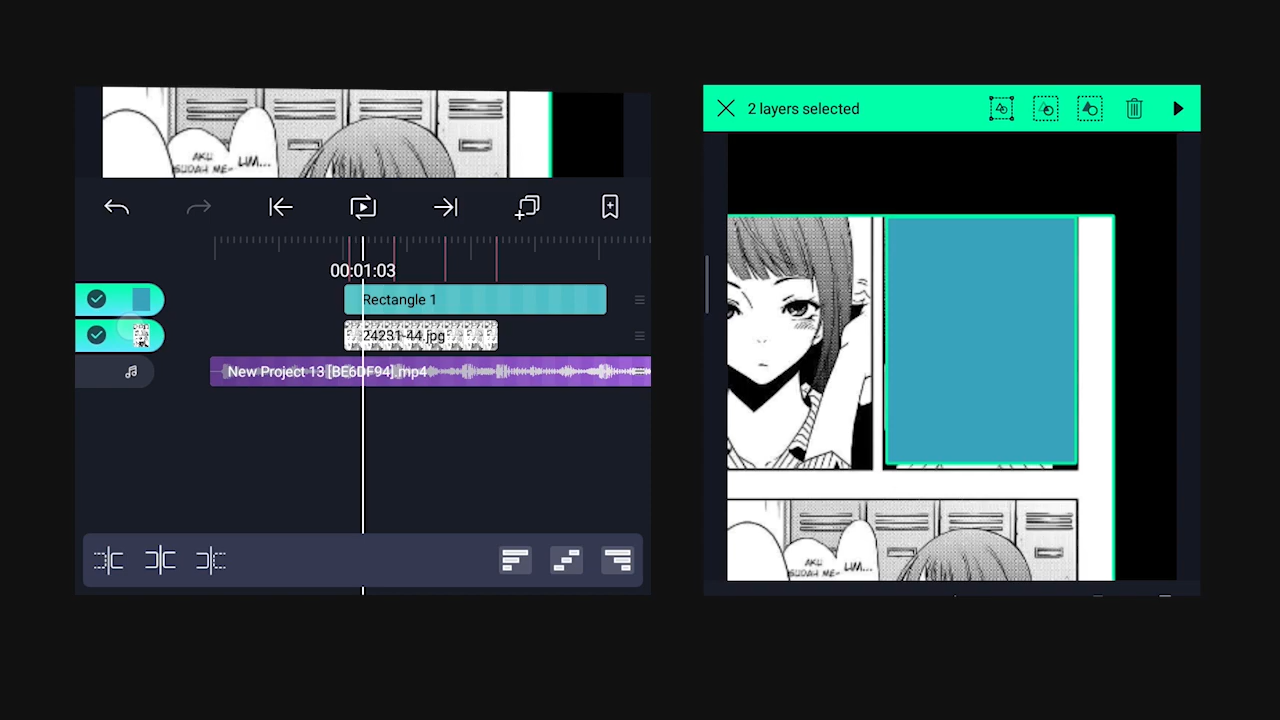 AKU
SUDAH ME-
UM...
00:01:03
Rectangle 1
24231-44.jpg
New Project 13 [BE6DF94].mp4
2 layers selected
AKU
SUDAH ME-
UM...